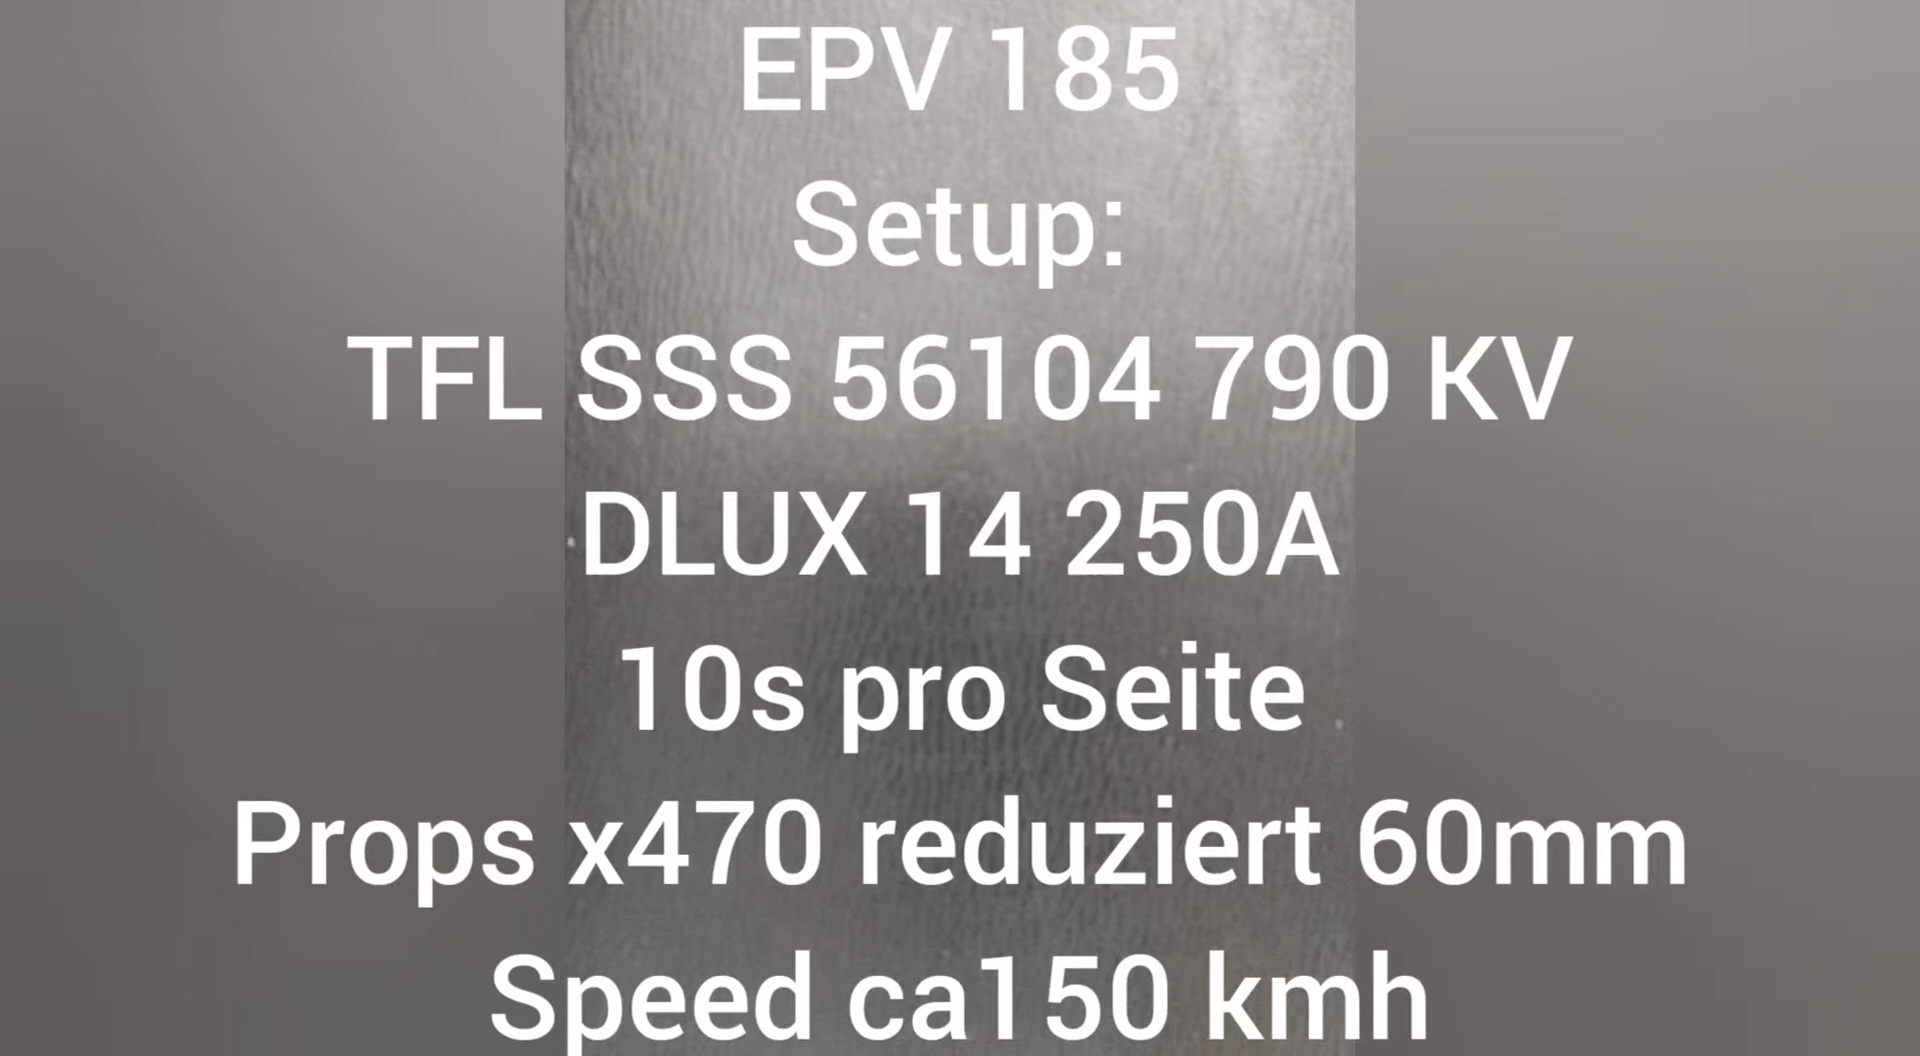 EPV 185
Setup:
TFL SSS 56104 790 KV
DLUX 14 250A
10s pro Seite
Props x470 reduziert 60mm
Speed ca150 kmh